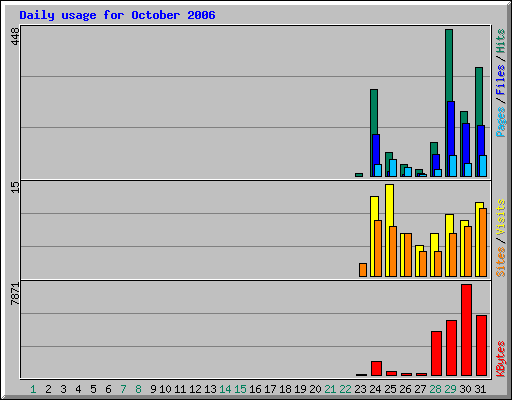 Daily usage for October 2006
448
Pages / Files / Hits
15
Sites / Visits
7871
KBytes
1 2 3 4 5 6 7 8 9 10 11 12 13 14 15 16 17 18 19 20 21 22 23 24 25 26 27 28 29 30 31